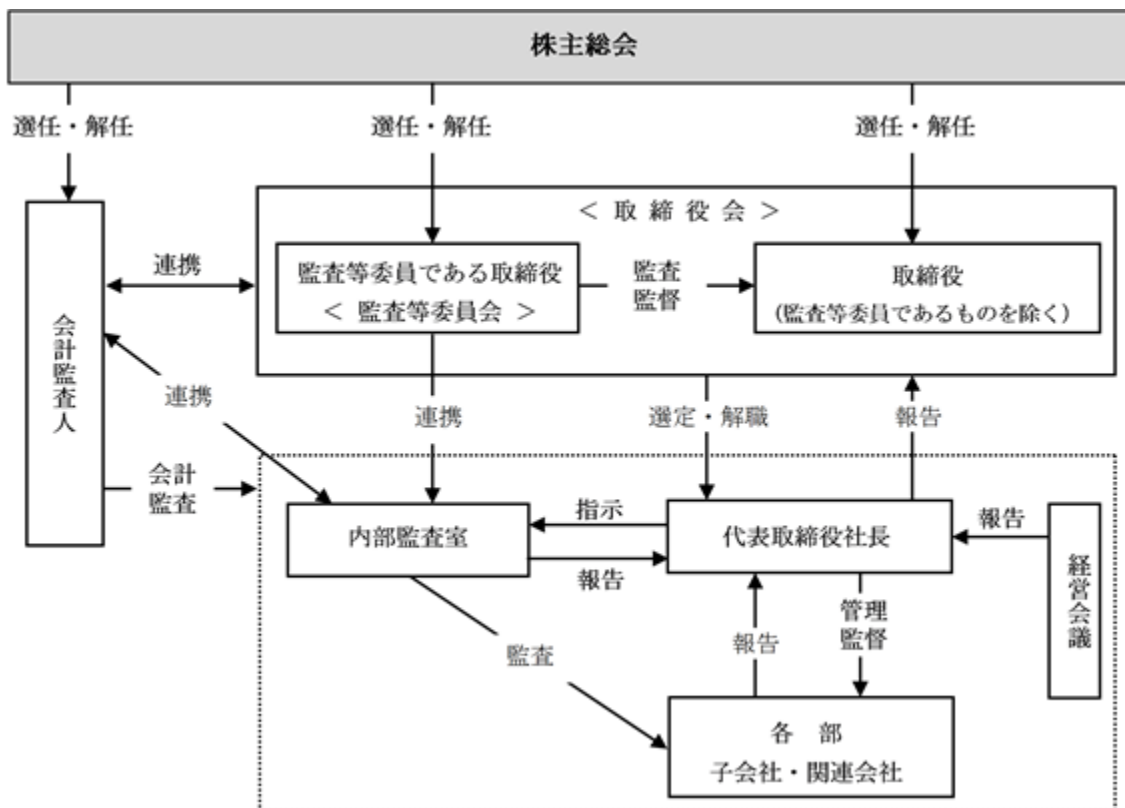 株主総会
選任・解任
選任・解任
選任・解任
< 取 締 役 会 >
監査等委員である取締役
< 監査等委員会 >
監査
監督
取締役
(監査等委員であるものを除く)
連携
会計監査人
連携
連携
選定・解職
報告
会計
監査
内部監査室
指示
報告
代表取締役社長
報告
経営会議
監査
報告
管理
監督
各 部
子会社・関連会社